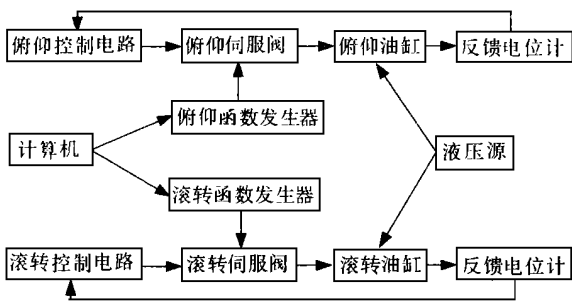 俯仰控制电路
俯仰伺服阀
俯仰油缸
反馈电位计
俯仰函数发生器
计算机
液压源
滚转函数发生器
滚转控制电路
滚转伺服阀
滚转油缸
反馈电位计